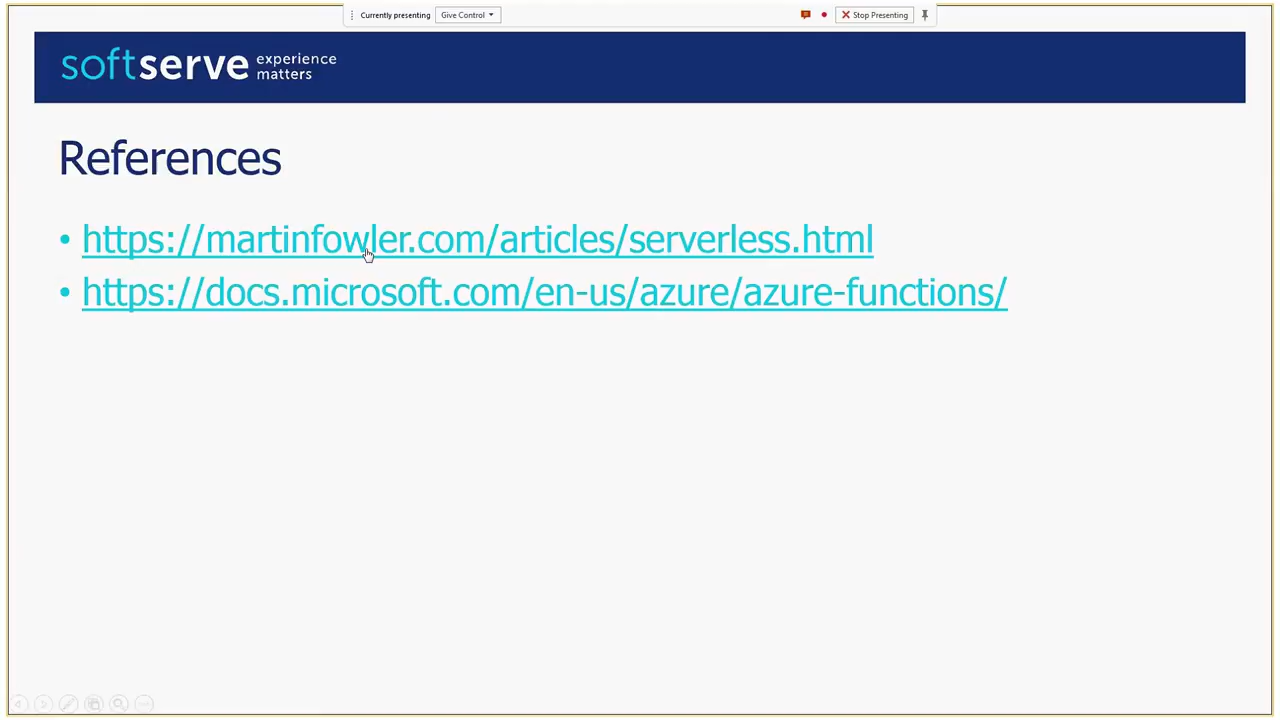 Currently presenting Give Control Stop Presenting
softserve experience matters
References
• https://martinfowler.com/articles/serverless.html
• https://docs.microsoft.com/en-us/azure/azure-functions/